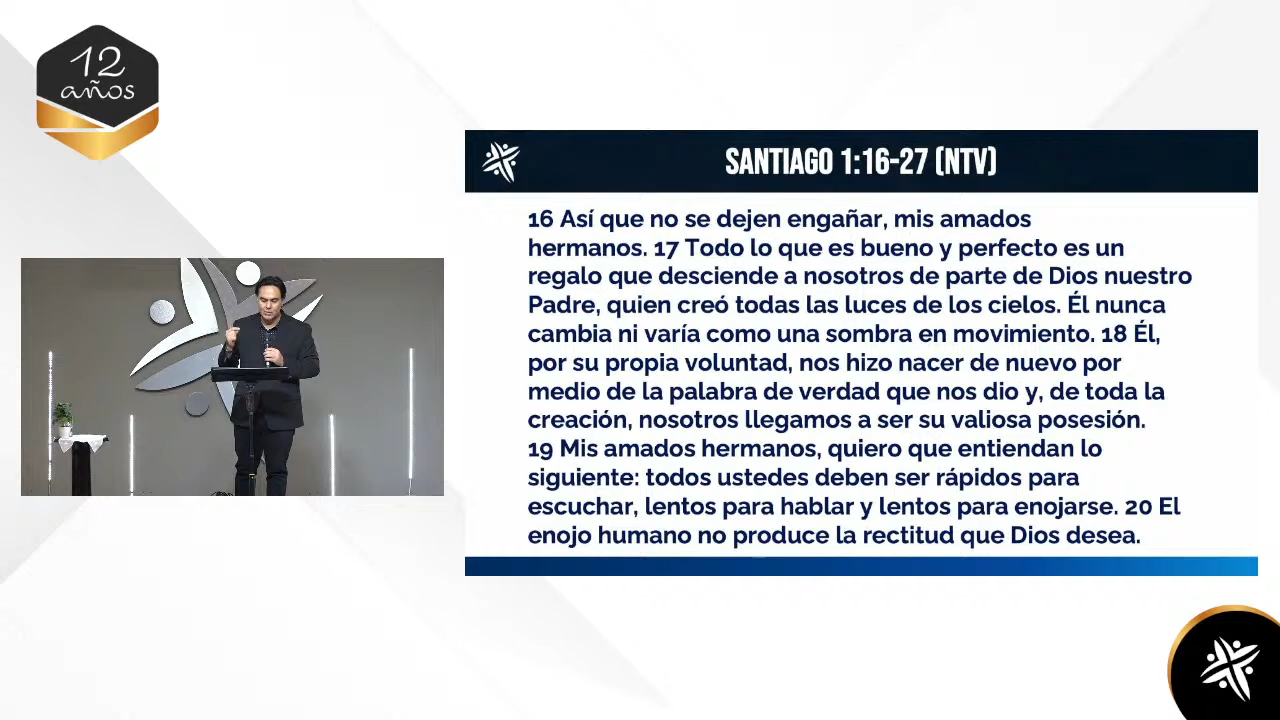 12
años
SANTIAGO 1:16-27 (NTV)
16 Así que no se dejen engañar, mis amados
hermanos. 17 Todo lo que es bueno y perfecto es un
regalo que desciende a nosotros de parte de Dios nuestro
Padre, quien creó todas las luces de los cielos. Él nunca
cambia ni varía como una sombra en movimiento. 18 Él,
por su propia voluntad, nos hizo nacer de nuevo por
medio de la palabra de verdad que nos dio y, de toda la
creación, nosotros llegamos a ser su valiosa posesión.
19 Mis amados hermanos, quiero que entiendan lo
siguiente: todos ustedes deben ser rápidos para
escuchar, lentos para hablar y lentos para enojarse. 20 El
enojo humano no produce la rectitud que Dios desea.